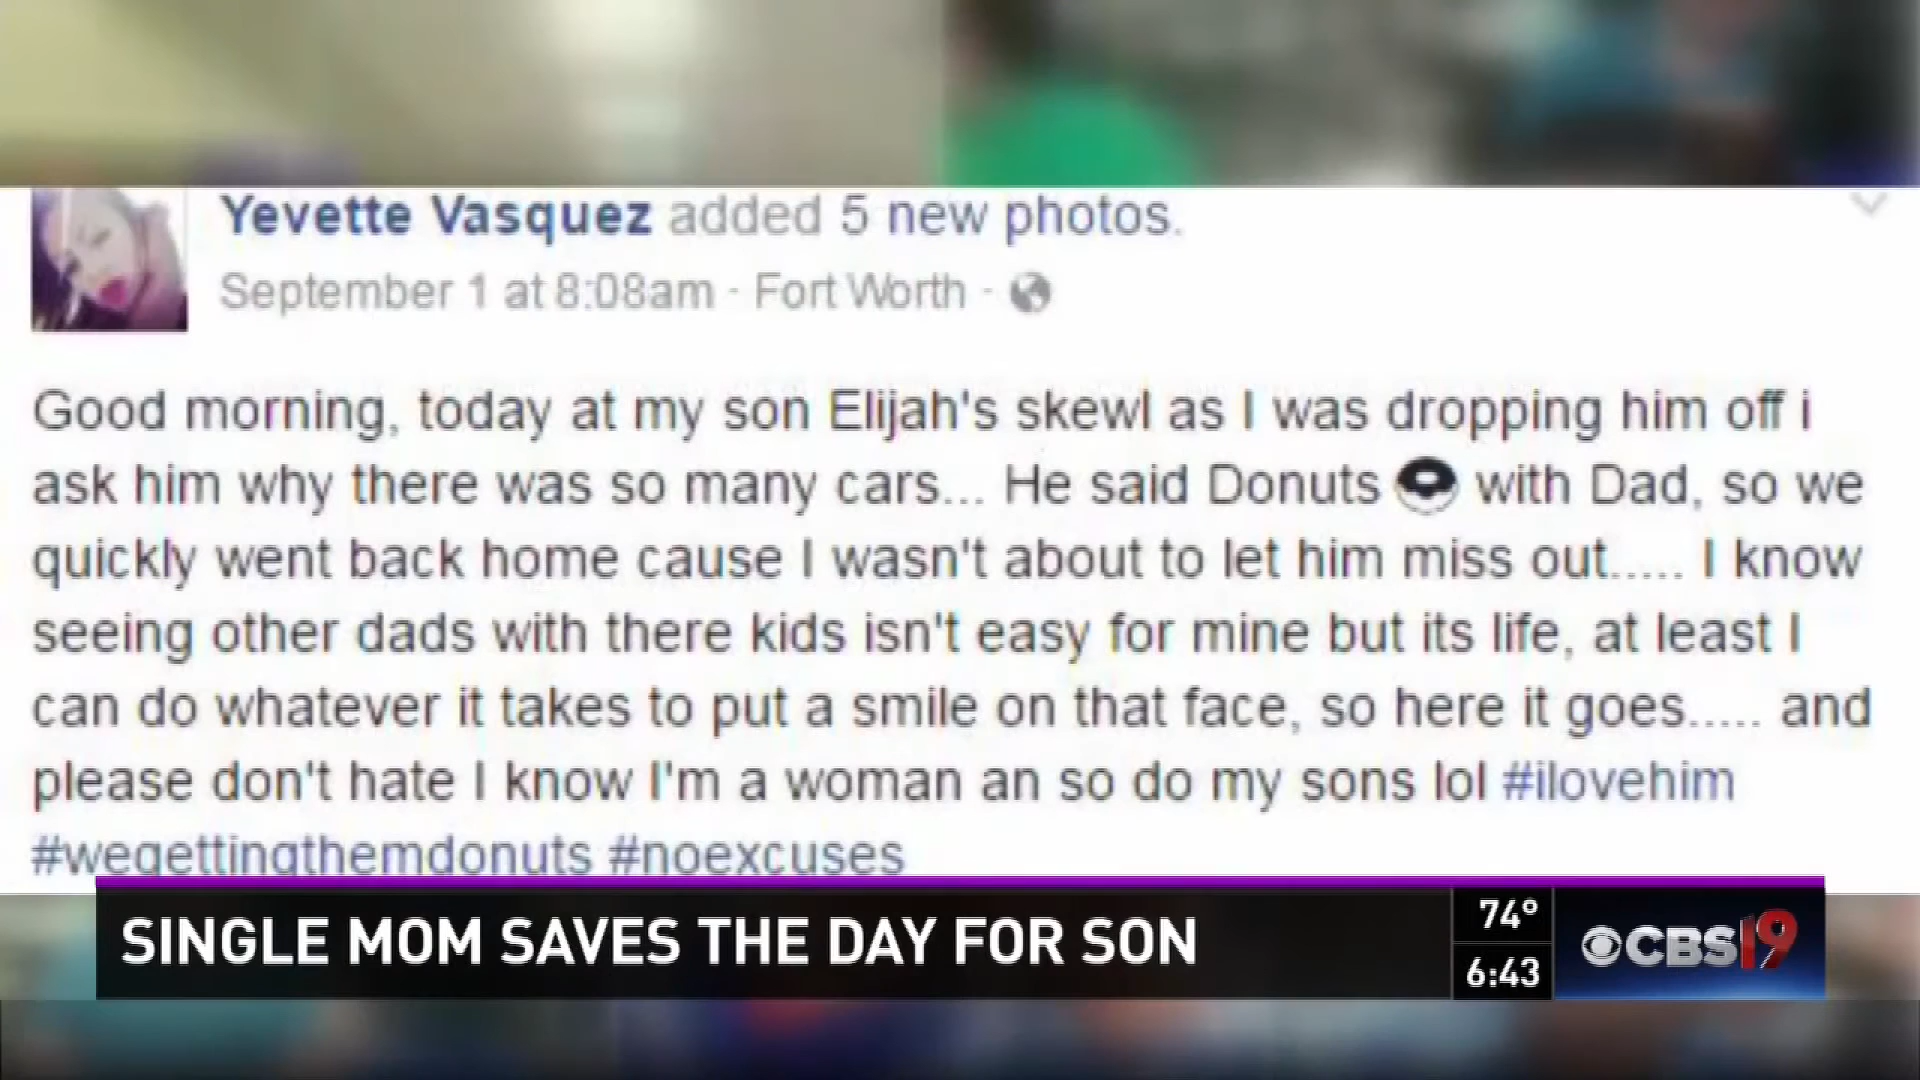 Yevette Vasquez added 5 new photos.
September 1 at 8:08am · Fort Worth ·
Good morning, today at my son Elijah's skewl as I was dropping him off i
ask him why there was so many cars... He said Donuts 🍩 with Dad, so we
quickly went back home cause I wasn't about to let him miss out..... I know
seeing other dads with there kids isn't easy for mine but its life, at least I
can do whatever it takes to put a smile on that face, so here it goes..... and
please don't hate I know I'm a woman an so do my sons lol #ilovehim
#wegettingthemdonuts #noexcuses
SINGLE MOM SAVES THE DAY FOR SON
74°
6:43
CBS19